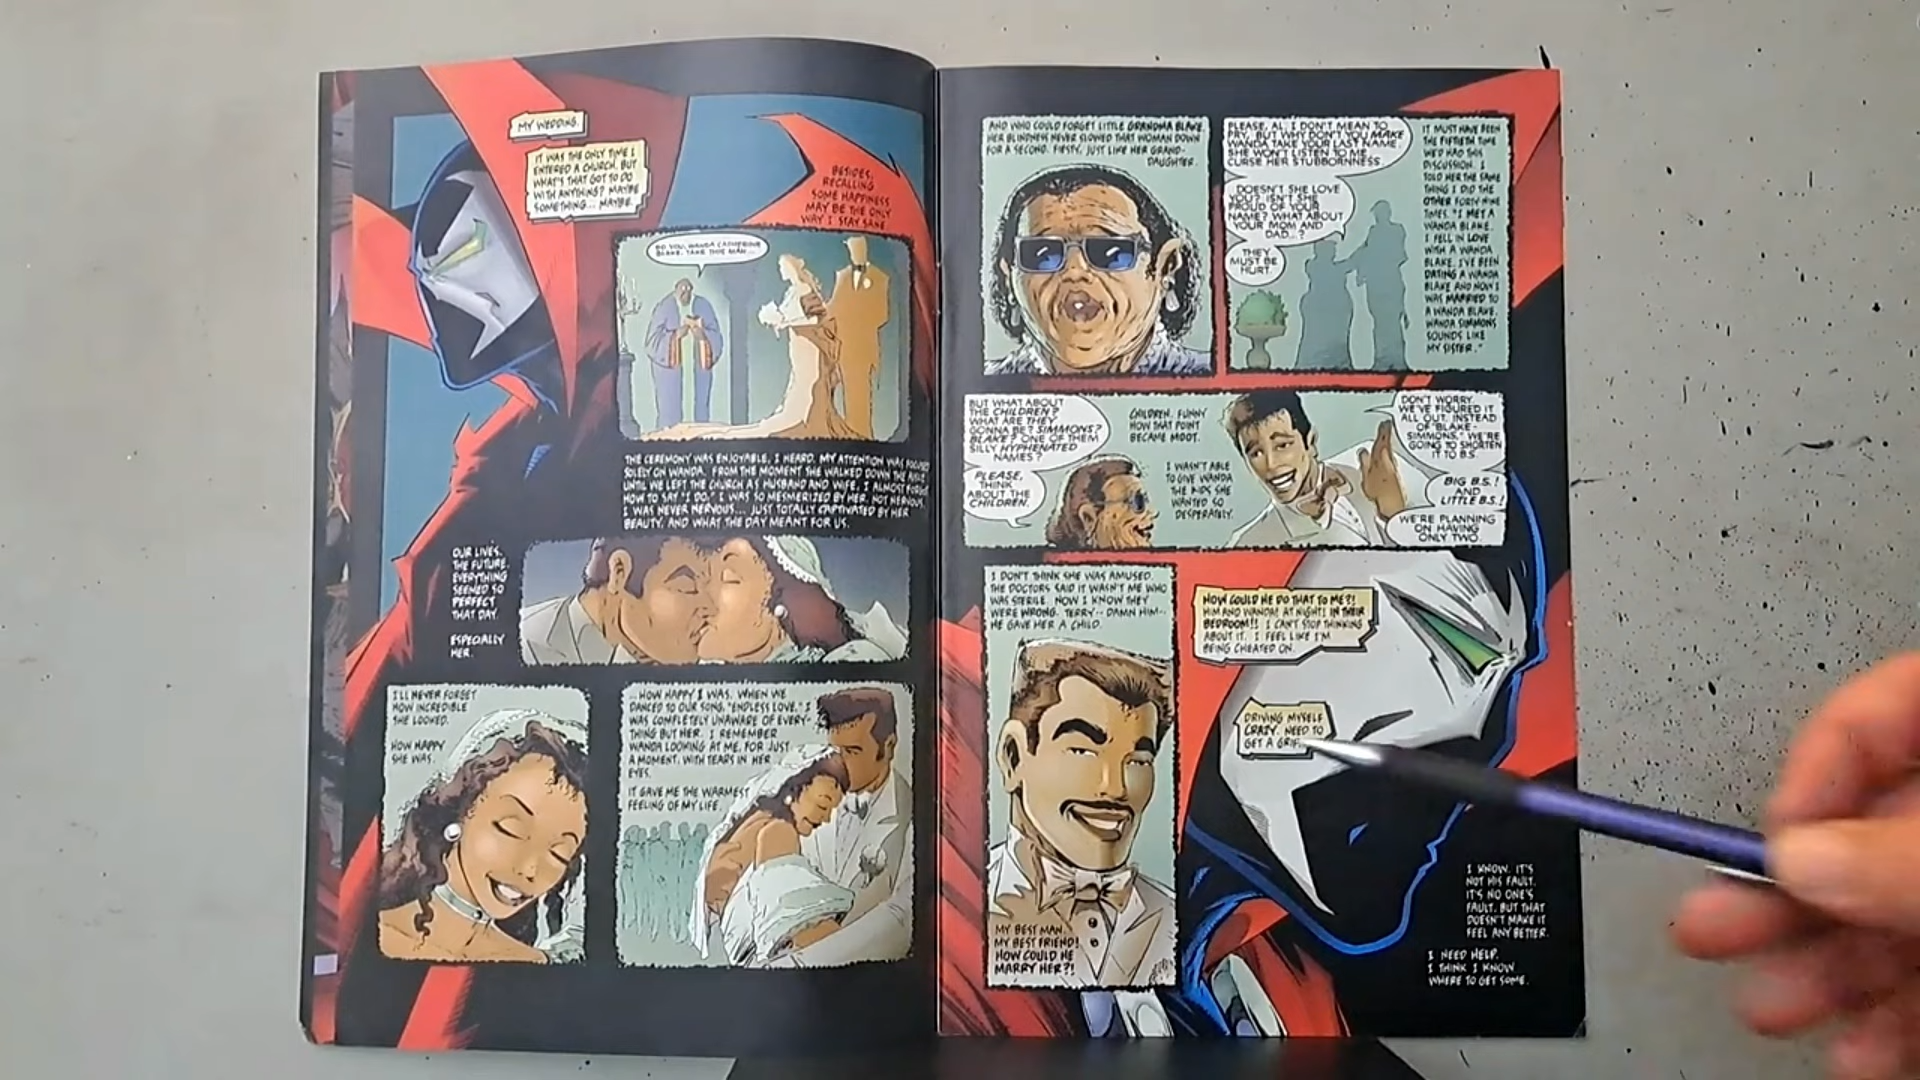 MY WEDDING.
IT WAS THE ONLY TIME I
ENTERED A CHURCH. BUT
WHAT'S THAT GOT TO DO
WITH ANYTHING? MAYBE
SOMETHING... MAYBE.
BESIDES,
RECALLING
SOME HAPPINESS
MAY BE THE ONLY
WAY I STAY SANE
DO YOU, WANDA CATHERINE
BLAKE, TAKE THIS MAN...
THE CEREMONY WAS ENJOYABLE, I HEARD. MY ATTENTION WAS FOCUSED
SOLELY ON WANDA. FROM THE MOMENT SHE WALKED DOWN THE AISLE
UNTIL WE LEFT THE CHURCH AS HUSBAND AND WIFE. I ALMOST FORGOT
HOW TO SAY "I DO." I WAS SO MESMERIZED BY HER. NOT NERVOUS,
I WAS NEVER NERVOUS... JUST TOTALLY CAPTIVATED BY HER
BEAUTY. AND WHAT THE DAY MEANT FOR US.
OUR LIVES.
THE FUTURE.
EVERYTHING
SEEMED SO
PERFECT
THAT DAY.
ESPECIALLY
HER.
I'LL NEVER FORGET
HOW INCREDIBLE
SHE LOOKED.
HOW HAPPY
SHE WAS.
...HOW HAPPY I WAS. WHEN WE
DANCED TO OUR SONG, "ENDLESS LOVE," I
WAS COMPLETELY UNAWARE OF EVERY-
THING BUT HER. I REMEMBER
WANDA LOOKING AT ME, FOR JUST
A MOMENT, WITH TEARS IN HER
EYES.
IT GAVE ME THE WARMEST
FEELING OF MY LIFE.
AND WHO COULD FORGET LITTLE GRANDMA BLAKE.
HER BLINDNESS NEVER SLOWED THAT WOMAN DOWN
FOR A SECOND. FIESTY, JUST LIKE HER GRAND-
DAUGHTER.
PLEASE, AL, I DON'T MEAN TO
PRY, BUT WHY DON'T YOU MAKE
WANDA TAKE YOUR LAST NAME.
SHE WON'T LISTEN TO ME.
CURSE HER STUBBORNNESS.
DOESN'T SHE LOVE
YOU? ISN'T SHE
PROUD OF YOUR
NAME? WHAT ABOUT
YOUR MOM AND
DAD...?
THEY
MUST BE
HURT.
IT MUST HAVE BEEN
THE FIFTIETH TIME
WE'D HAD THIS
DISCUSSION. I
TOLD HER THE SAME
THING I DID THE
OTHER FORTY-NINE
TIMES. "I MET A
WANDA BLAKE.
I FELL IN LOVE
WITH A WANDA
BLAKE. I'VE BEEN
DATING A WANDA
BLAKE AND NOW I
WAS MARRIED TO
A WANDA BLAKE.
WANDA SIMMONS
SOUNDS LIKE
MY SISTER."
BUT WHAT ABOUT
THE CHILDREN?
WHAT ARE THEY
GONNA BE? SIMMONS?
BLAKE? ONE OF THEM
SILLY HYPHENATED
NAMES?
PLEASE,
THINK
ABOUT THE
CHILDREN.
CHILDREN. FUNNY
HOW THAT POINT
BECAME MOOT.
I WASN'T ABLE
TO GIVE WANDA
THE KIDS SHE
WANTED SO
DESPERATELY.
DON'T WORRY.
WE'VE FIGURED IT
ALL OUT. INSTEAD
OF "BLAKE-
SIMMONS," WE'RE
GOING TO SHORTEN
IT TO B.S.
BIG B.S.!
AND
LITTLE B.S.!
WE'RE PLANNING
ON HAVING
ONLY TWO.
I DON'T THINK SHE WAS AMUSED.
THE DOCTORS SAID IT WASN'T ME WHO
WAS STERILE. NOW I KNOW THEY
WERE WRONG. TERRY-- DAMN HIM--
HE GAVE HER A CHILD.
MY BEST MAN.
MY BEST FRIEND!
HOW COULD HE
MARRY HER?!
HOW COULD HE DO THAT TO ME?!
HIM AND WANDA! AT NIGHT! IN THEIR
BEDROOM!! I CAN'T STOP THINKING
ABOUT IT. I FEEL LIKE I'M
BEING CHEATED ON.
DRIVING MYSELF
CRAZY. NEED TO
GET A GRIP...
I KNOW. IT'S
NOT HIS FAULT.
IT'S NO ONE'S
FAULT. BUT THAT
DOESN'T MAKE IT
FEEL ANY BETTER.
I NEED HELP.
I THINK I KNOW
WHERE TO GET SOME.